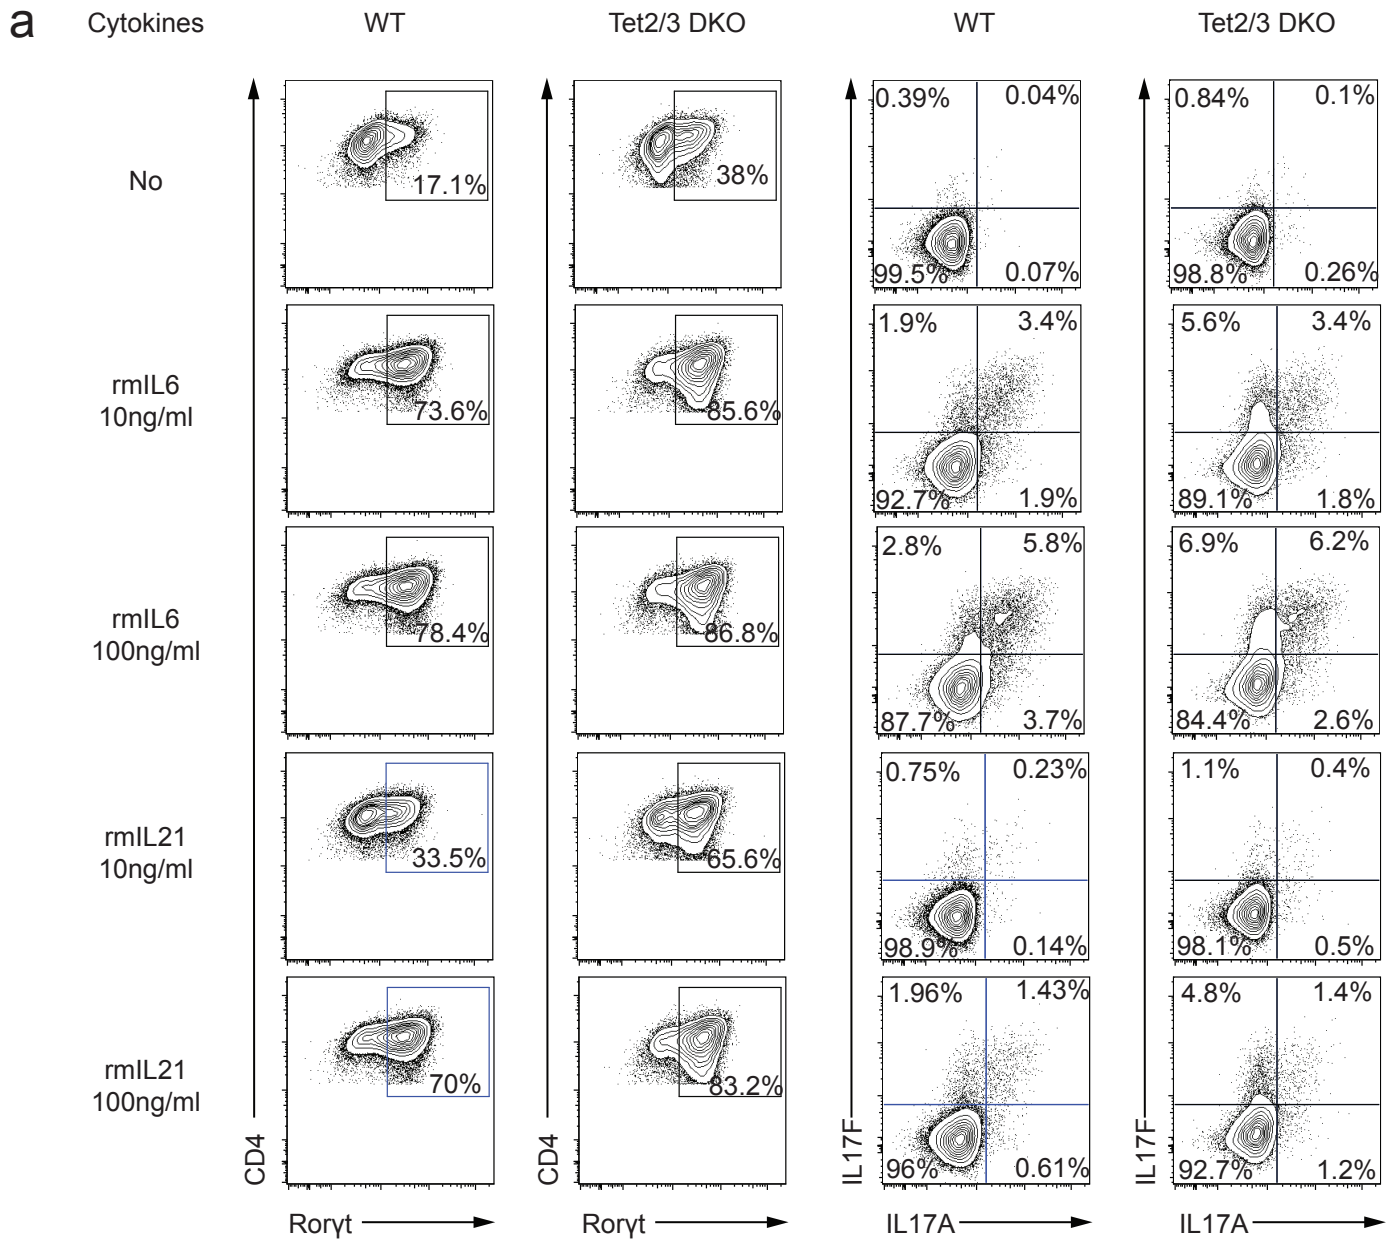 a
Cytokines WT Tet2/3 DKO WT Tet2/3 DKO
No
17.1%
38%
0.39% 0.04%
99.5% 0.07%
0.84% 0.1%
98.8% 0.26%
rmIL6
10ng/ml
73.6%
85.6%
1.9% 3.4%
92.7% 1.9%
5.6% 3.4%
89.1% 1.8%
rmIL6
100ng/ml
78.4%
86.8%
2.8% 5.8%
87.7% 3.7%
6.9% 6.2%
84.4% 2.6%
rmIL21
10ng/ml
33.5%
65.6%
0.75% 0.23%
98.9% 0.14%
1.1% 0.4%
98.1% 0.5%
rmIL21
100ng/ml
70%
83.2%
1.96% 1.43%
96% 0.61%
4.8% 1.4%
92.7% 1.2%
CD4
CD4
IL17F
IL17F
Rorγt Rorγt IL17A IL17A